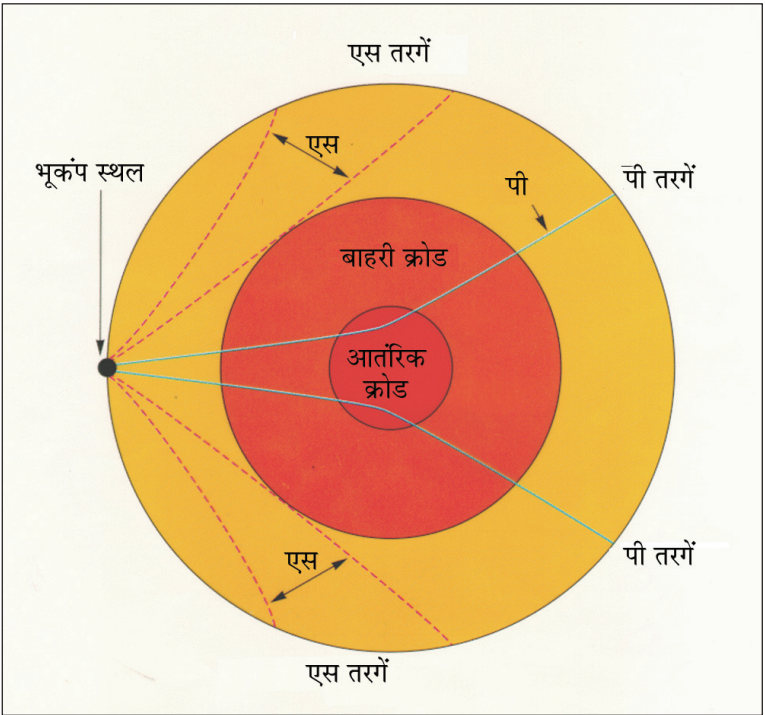 एस तरगें
एस
भूकंप स्थल
पी तरगें
पी
बाहरी क्रोड
आतंरिक
क्रोड
एस
पी तरगें
एस तरगें